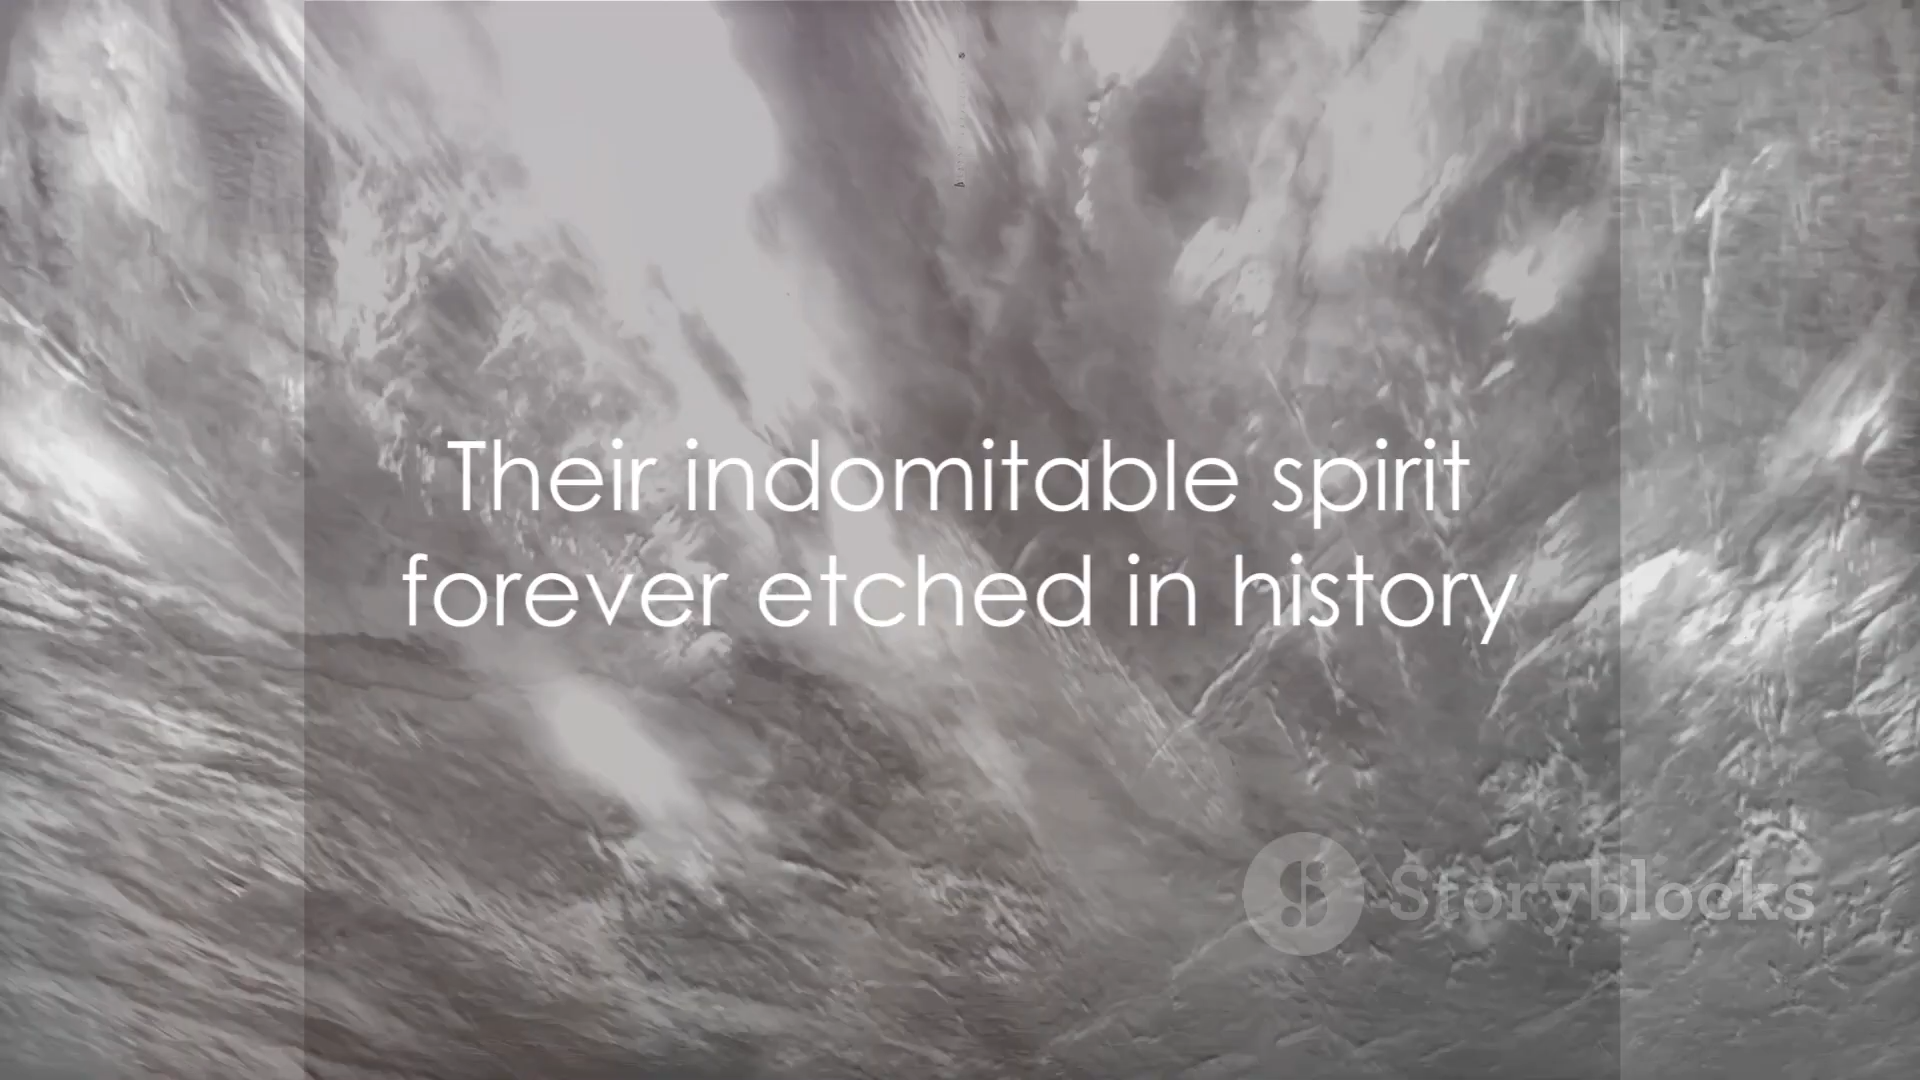 Their indomitable spirit
forever etched in history
Storyblocks